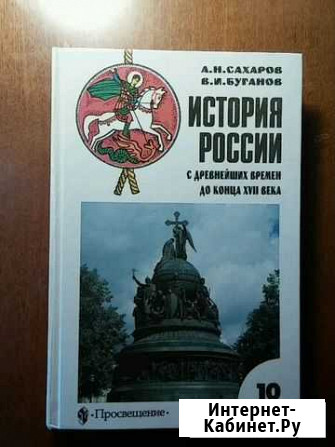 А.Н.САХАРОВ
В.И.БУГАНОВ
ИСТОРИЯ
РОССИИ
С ДРЕВНЕЙШИХ ВРЕМЕН
ДО КОНЦА XVII ВЕКА
10
• Просвещение •
Интернет-
Кабинет.Ру